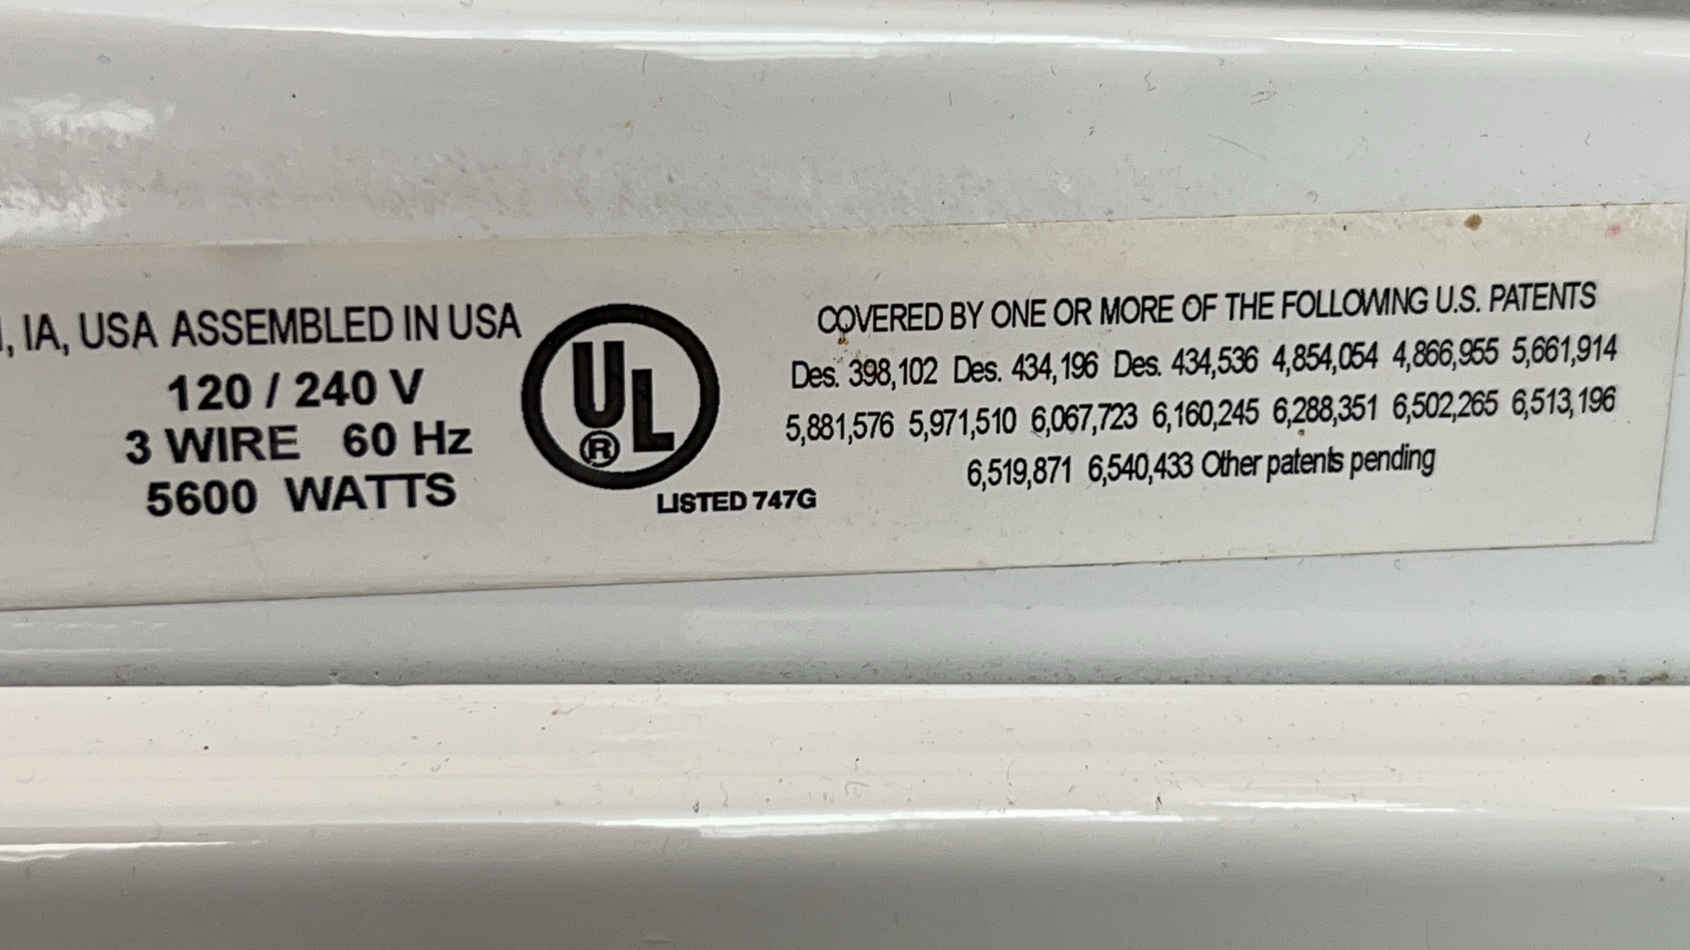 , IA, USA ASSEMBLED IN USA
120 / 240 V
3 WIRE 60 Hz
5600 WATTS
UL
®
LISTED 747G
COVERED BY ONE OR MORE OF THE FOLLOWING U.S. PATENTS
Des. 398,102 Des. 434,196 Des. 434,536 4,854,054 4,866,955 5,661,914
5,881,576 5,971,510 6,067,723 6,160,245 6,288,351 6,502,265 6,513,196
6,519,871 6,540,433 Other patents pending